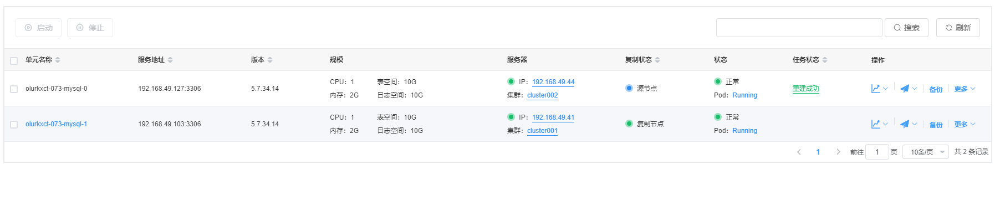 启动 停止 搜索 刷新
单元名称 服务地址 版本 规模 服务器 复制状态 状态 任务状态 操作
CPU：1 表空间：10G IP：192.168.49.44 正常
olurkxct-073-mysql-0 192.168.49.127:3306 5.7.34.14 源节点 重建成功 备份 更多
内存：2G 日志空间：10G 集群：cluster002 Pod：Running
CPU：1 表空间：10G IP：192.168.49.41 正常
olurkxct-073-mysql-1 192.168.49.103:3306 5.7.34.14 复制节点 备份 更多
内存：2G 日志空间：10G 集群：cluster001 Pod：Running
1 前往 1 页 10条/页 共 2 条记录